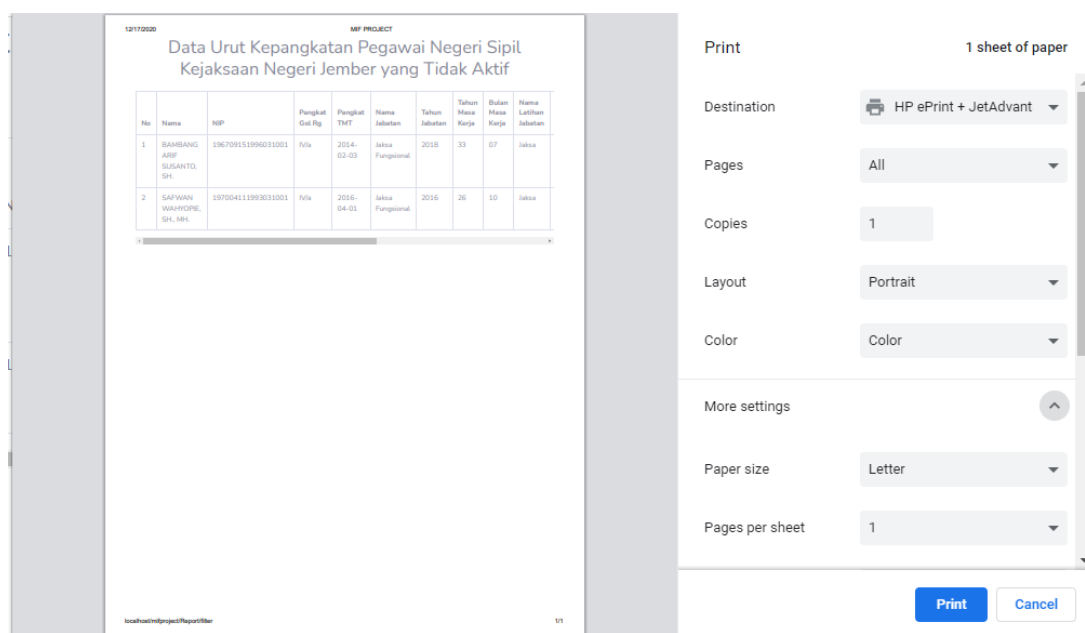 12/17/2020 MIF PROJECT
Data Urut Kepangkatan Pegawai Negeri Sipil
Kejaksaan Negeri Jember yang Tidak Aktif
No Nama NIP Pangkat Gol.Rg Pangkat TMT Nama Jabatan Tahun Jabatan Tahun Masa Kerja Bulan Masa Kerja Nama Latihan Jabatan
1 BAMBANG ARIF SUSANTO, SH. 196709151996031001 IV/a 2014-02-03 Jaksa Fungsional 2018 33 07 Jaksa
2 SAFWAN WAHYOPIE, SH., MH. 197004111993031001 IV/a 2016-04-01 Jaksa Fungsional 2016 26 10 Jaksa
localhost/mifproject/Report/filter 1/1
Print 1 sheet of paper
Destination HP ePrint + JetAdvant
Pages All
Copies 1
Layout Portrait
Color Color
More settings
Paper size Letter
Pages per sheet 1
Print Cancel